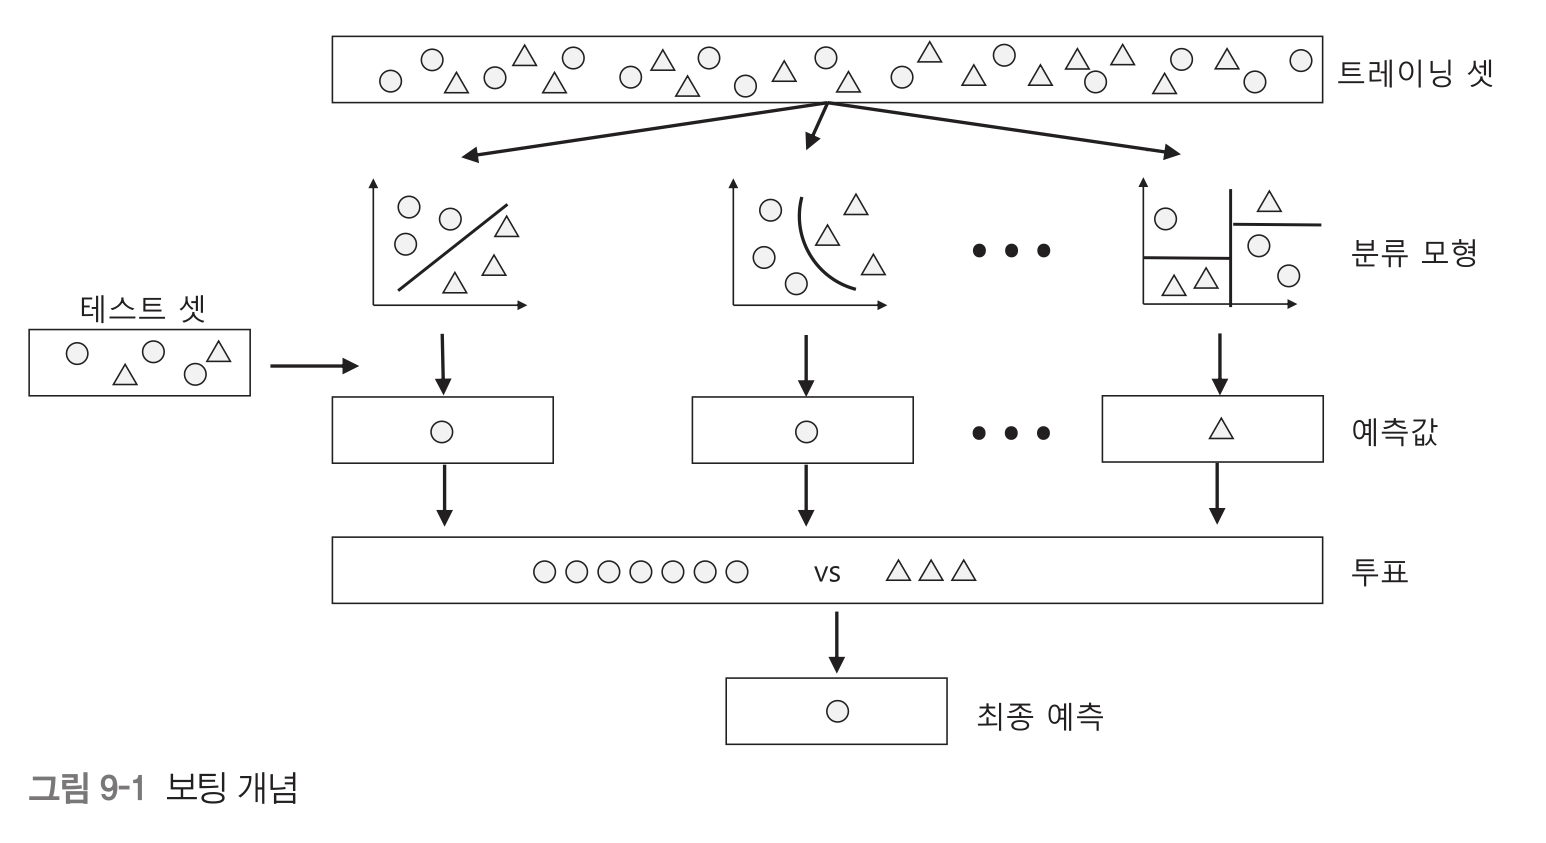 트레이닝 셋
분류 모형
테스트 셋
예측값
vs
투표
최종 예측
그림 9-1 보팅 개념